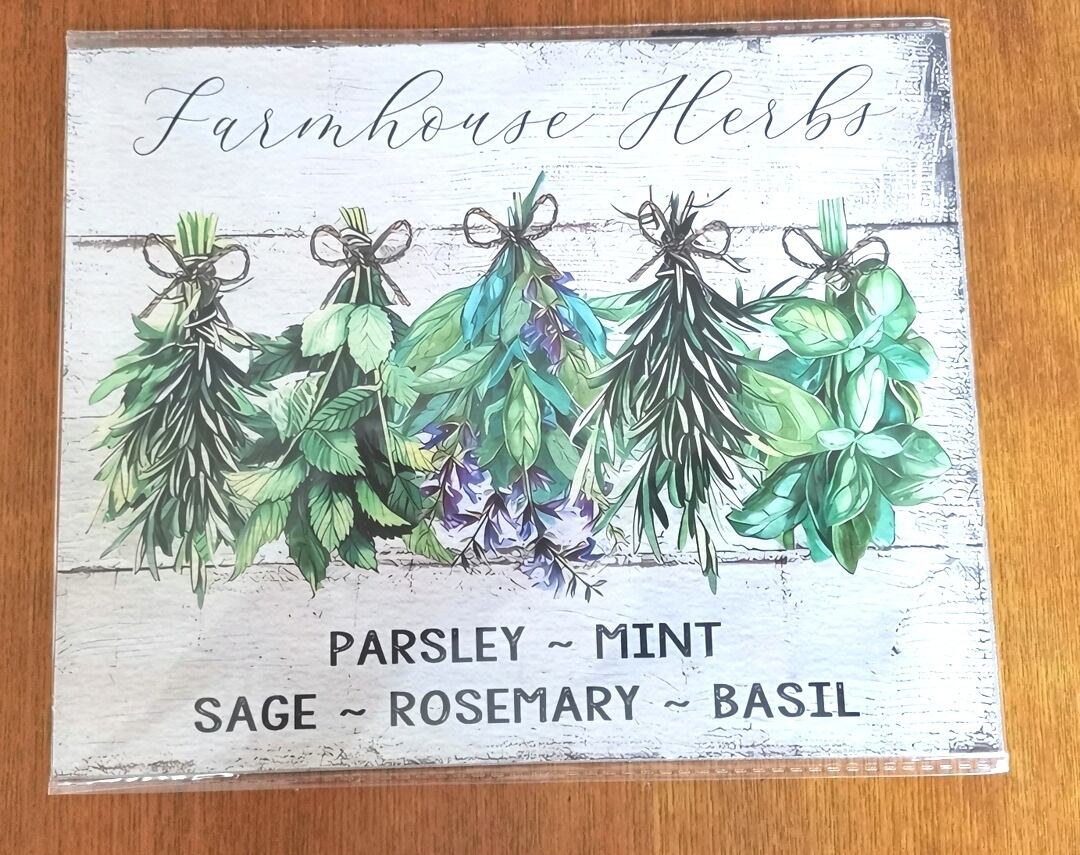 Farmhouse Herbs
PARSLEY ~ MINT
SAGE ~ ROSEMARY ~ BASIL